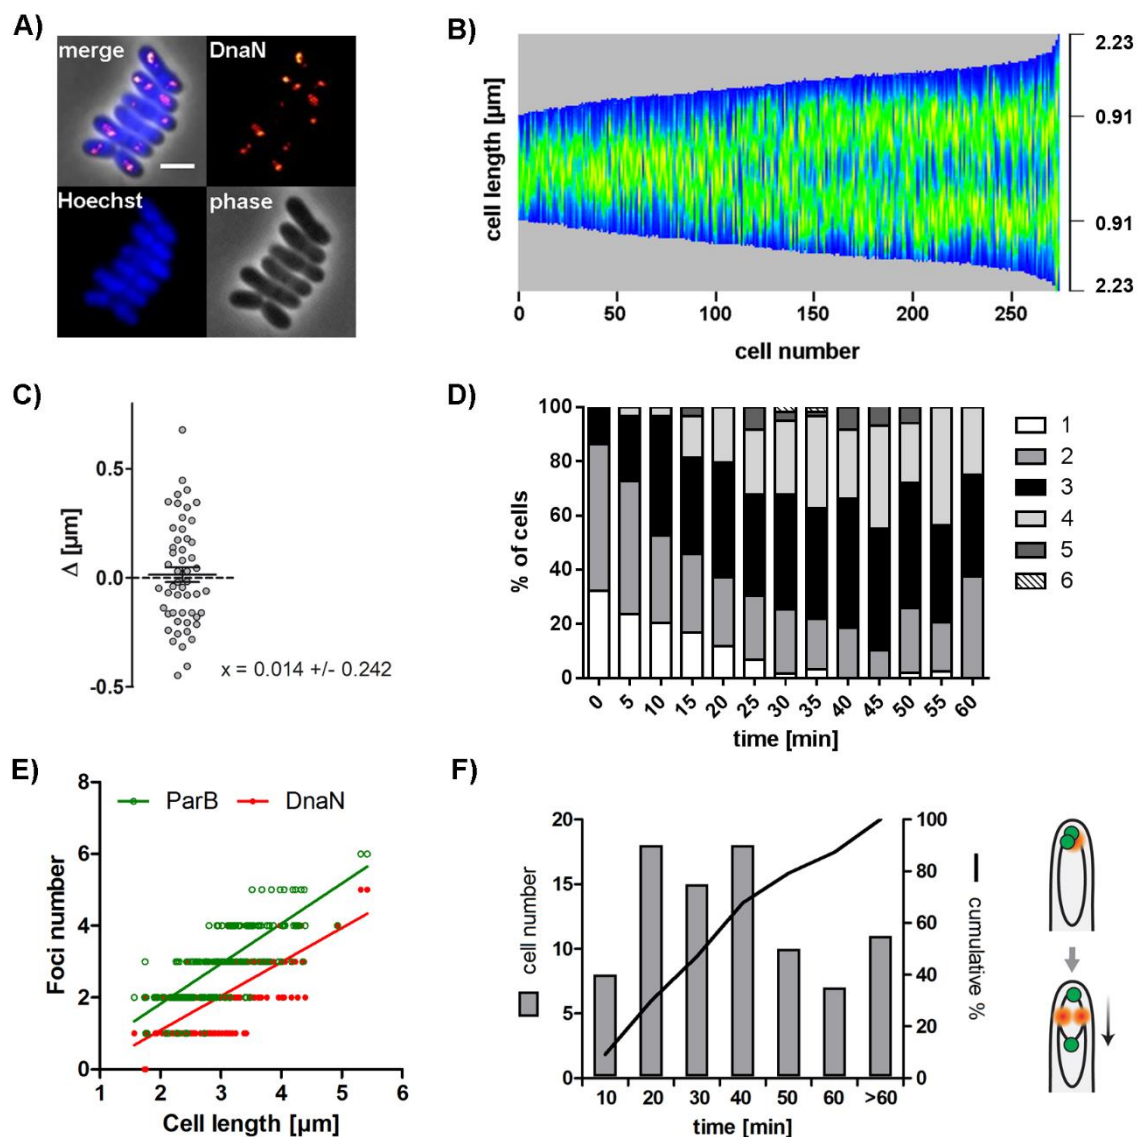 A)
merge DnaN
Hoechst phase
B)
cell length [µm]
2.23
0.91
0.91
2.23
0 50 100 150 200 250
cell number
C)
Δ [µm]
0.5
0.0
-0.5
x = 0.014 +/- 0.242
D)
% of cells
100
80
60
40
20
0
0 5 10 15 20 25 30 35 40 45 50 55 60
time [min]
1
2
3
4
5
6
E)
Foci number
8
6
4
2
0
ParB DnaN
1 2 3 4 5 6
Cell length [µm]
F)
cell number
20
15
10
5
0
100
80
60
40
20
0
cumulative %
10 20 30 40 50 60 >60
time [min]